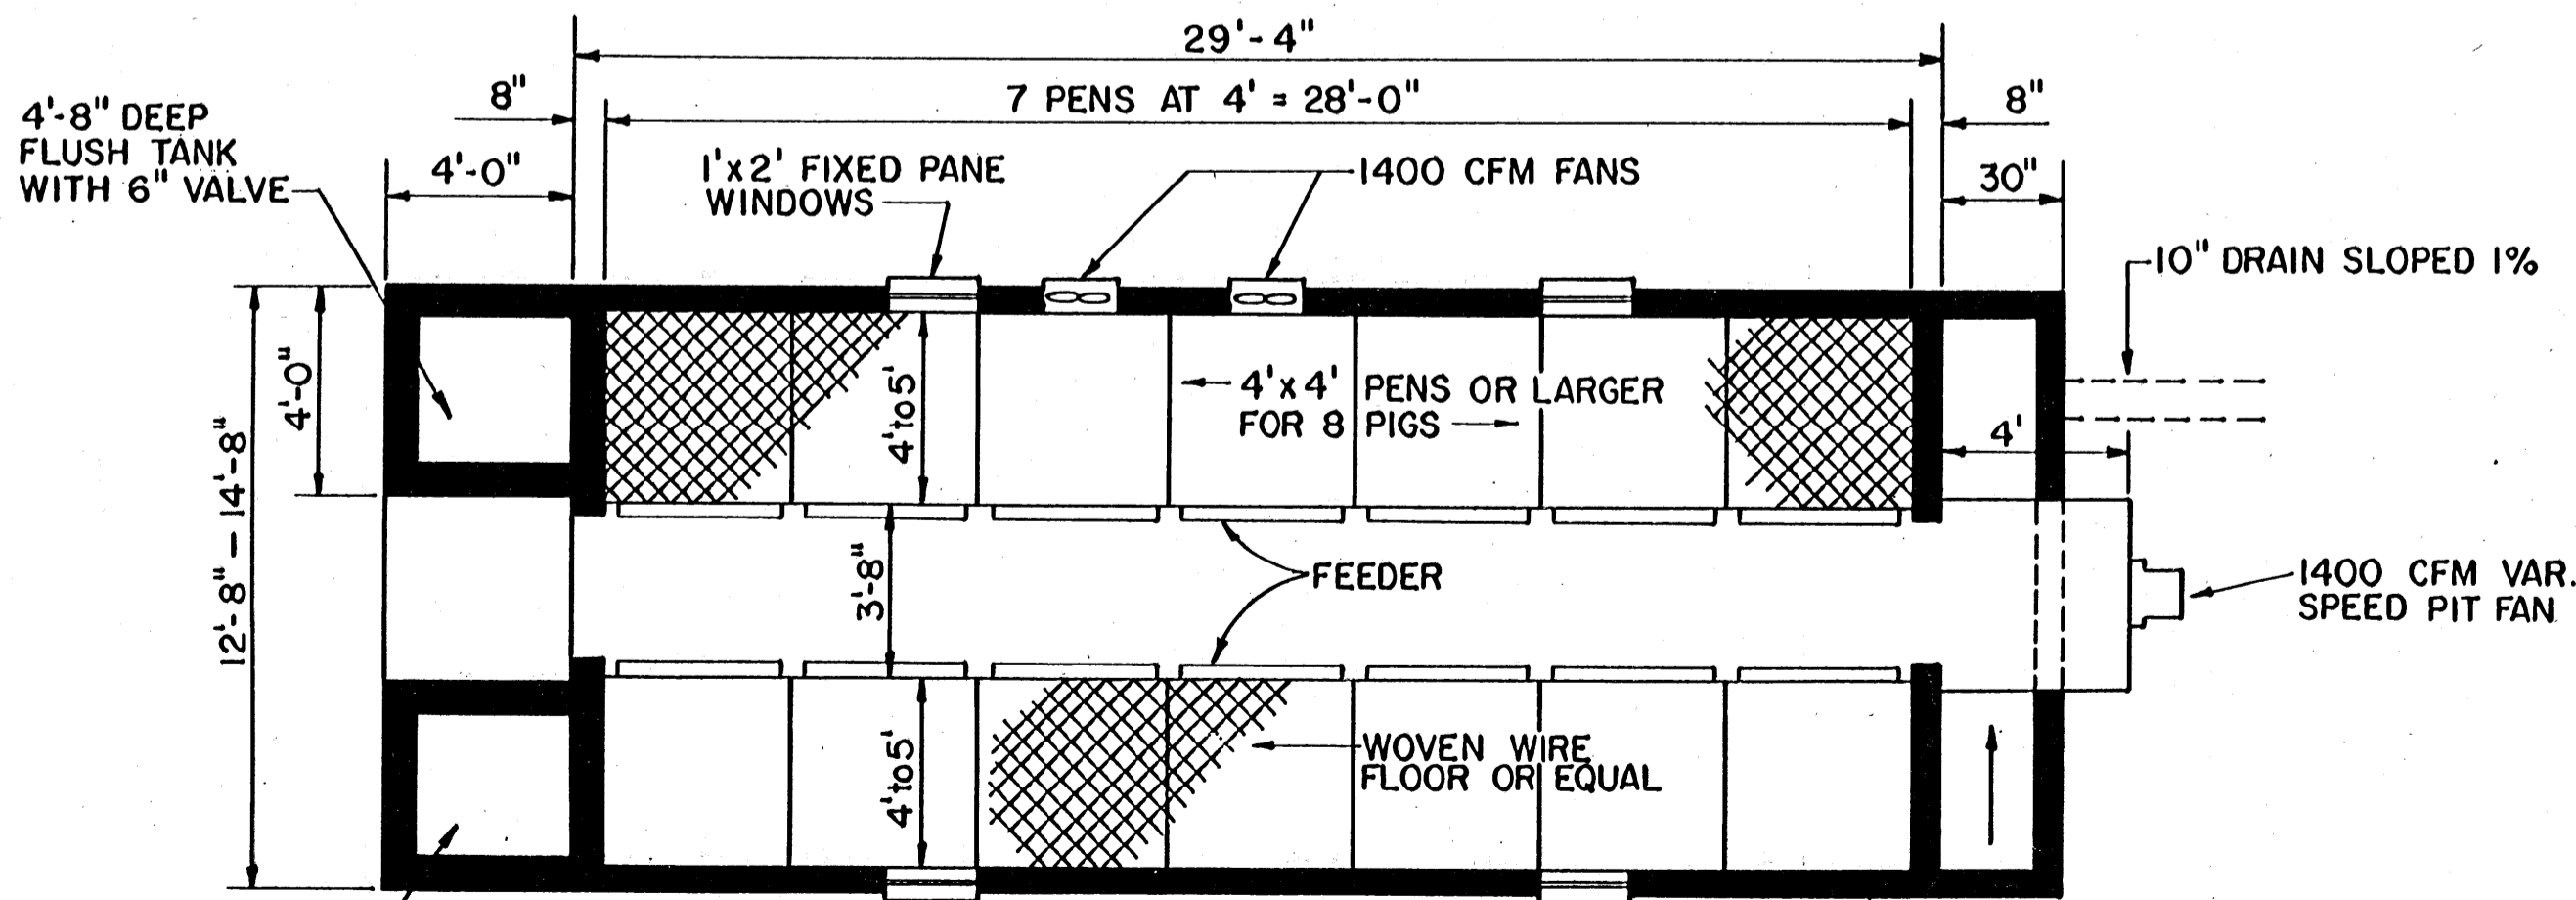 29'-4"
8"
7 PENS AT 4' = 28'-0"
8"
4'-8" DEEP
FLUSH TANK
WITH 6" VALVE
4'-0"
1'x2' FIXED PANE
WINDOWS
1400 CFM FANS
30"
10" DRAIN SLOPED 1%
4'-0"
4'to5'
4'x4' PENS OR LARGER
FOR 8 PIGS
4'
12'-8" – 14'-8"
3'-8"
FEEDER
1400 CFM VAR.
SPEED PIT FAN
4'to5'
WOVEN WIRE
FLOOR OR EQUAL